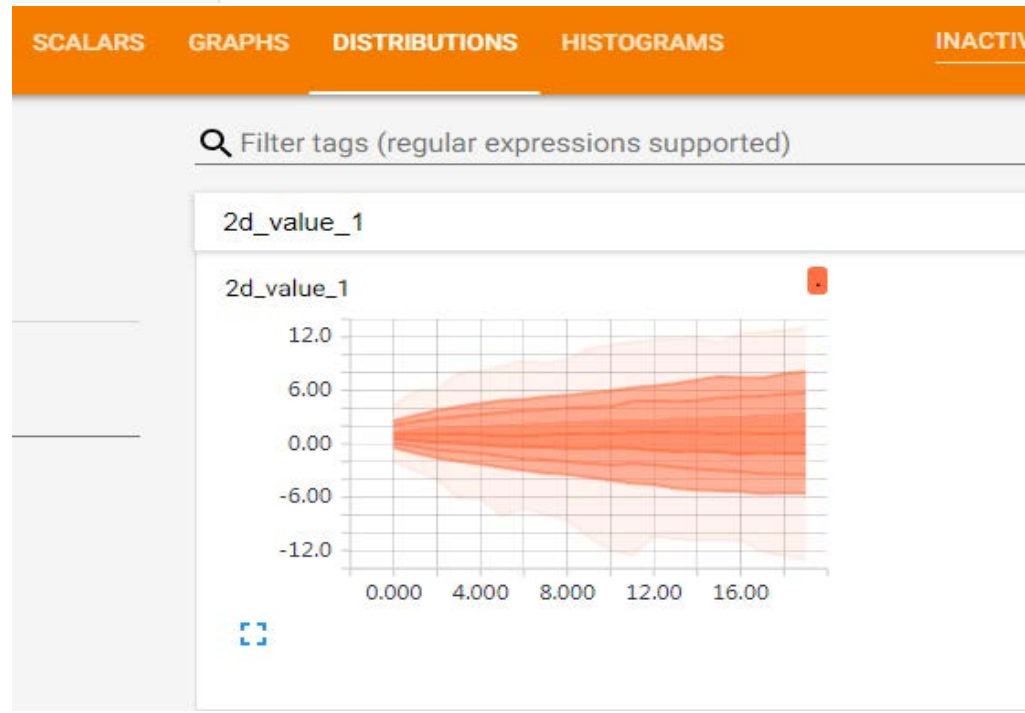 SCALARS GRAPHS DISTRIBUTIONS HISTOGRAMS INACTIV
Filter tags (regular expressions supported)
2d_value_1
2d_value_1 .
12.0
6.00
0.00
-6.00
-12.0
0.000 4.000 8.000 12.00 16.00